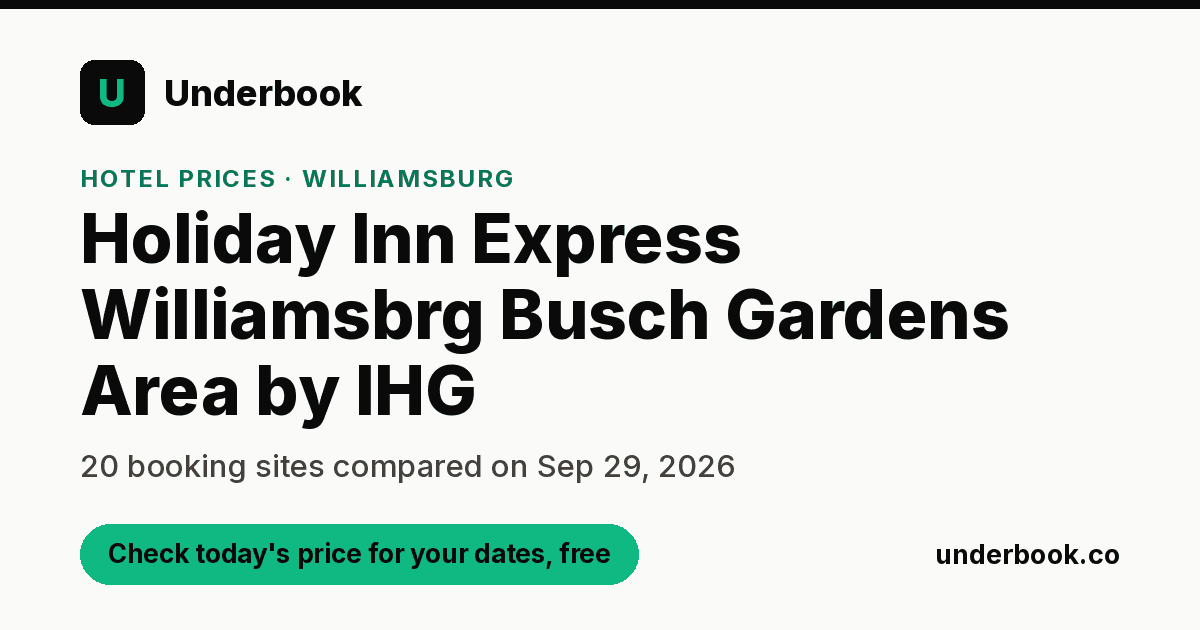 U Underbook
HOTEL PRICES · WILLIAMSBURG
Holiday Inn Express
Williamsbrg Busch Gardens
Area by IHG
20 booking sites compared on Sep 29, 2026
Check today's price for your dates, free
underbook.co